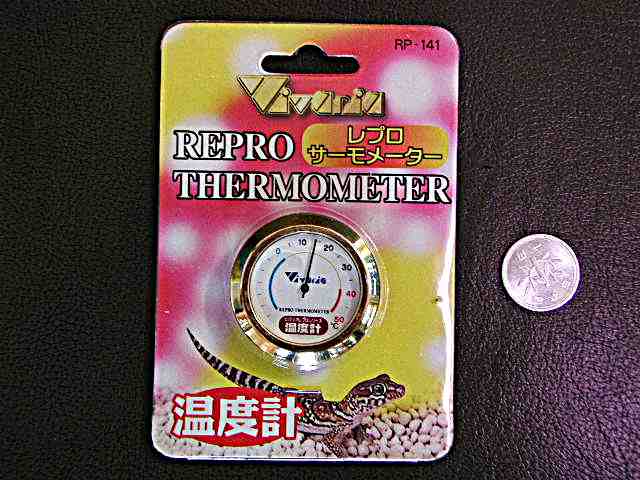 RP-141
Vivaria
REPRO
THERMOMETER
レプロ
サーモメーター
0 10 20 30 40 50
℃
Vivaria
REPRO THERMOMETER
温度計
温度計